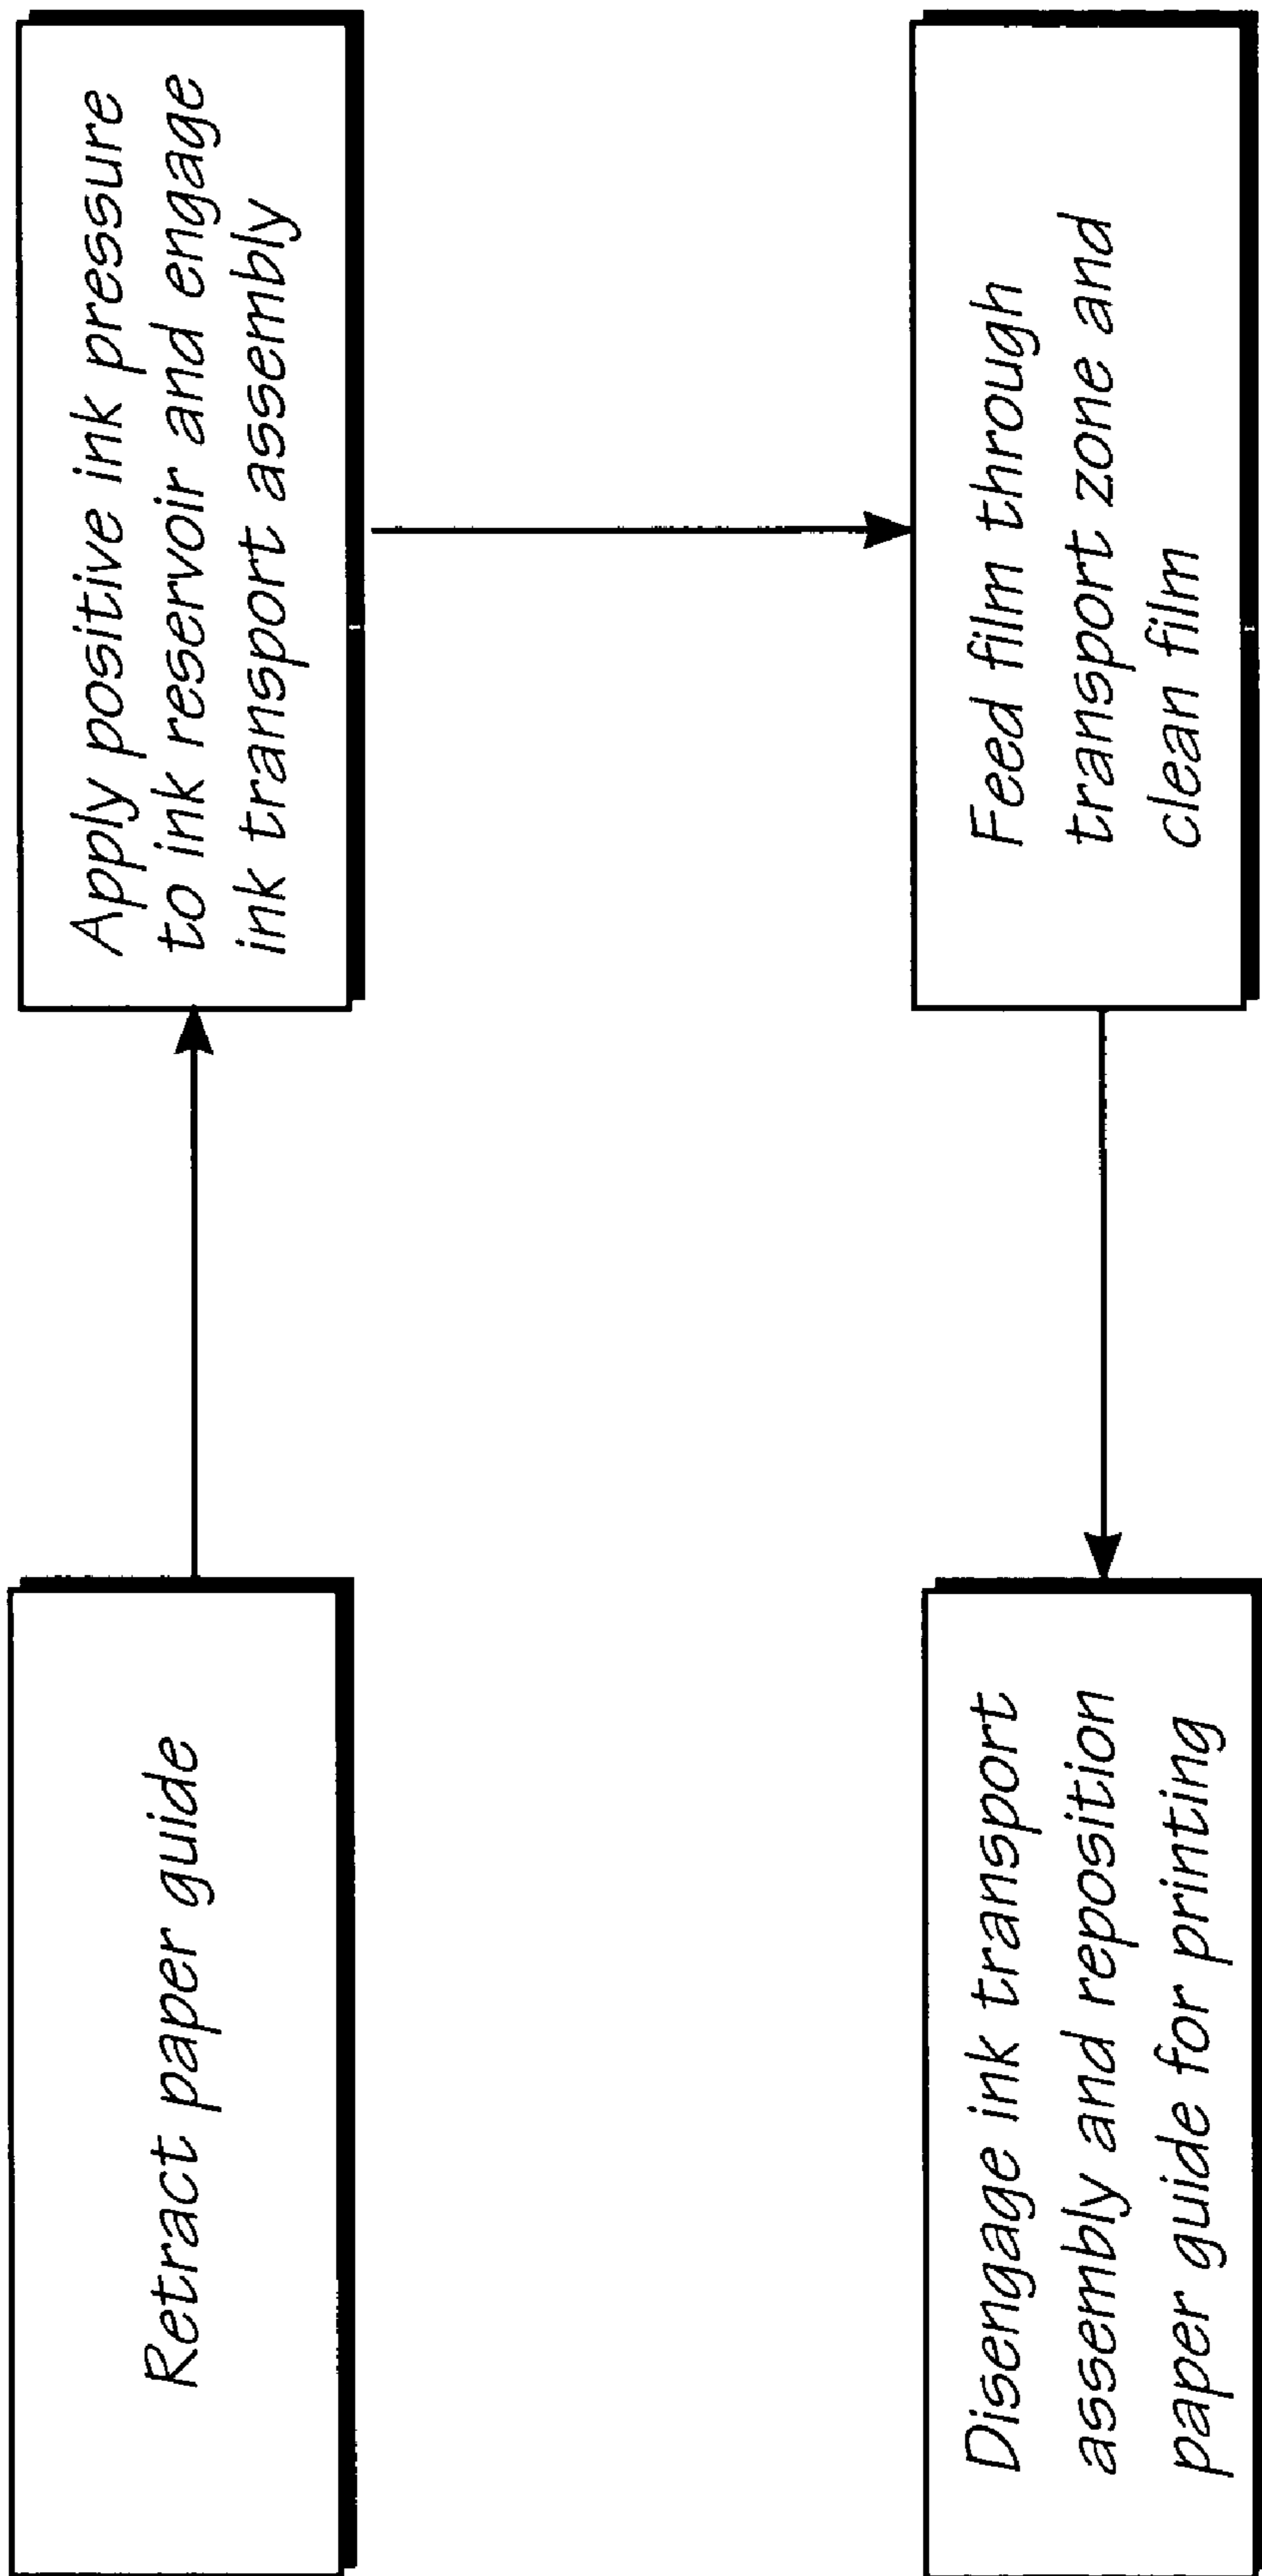 Retract paper guide
Apply positive ink pressure
to ink reservoir and engage
ink transport assembly
Feed film through
transport zone and
clean film
Disengage ink transport
assembly and reposition
paper guide for printing